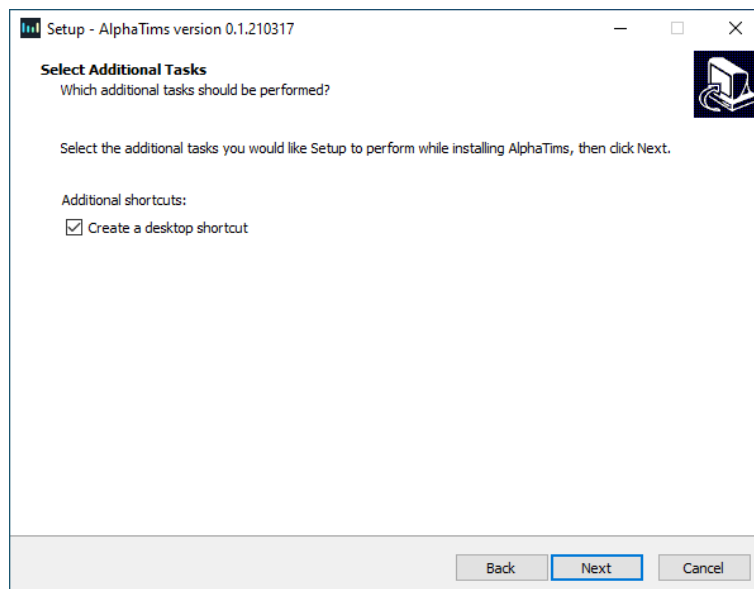 Setup - AlphaTims version 0.1.210317
Select Additional Tasks
Which additional tasks should be performed?
Select the additional tasks you would like Setup to perform while installing AlphaTims, then click Next.
Additional shortcuts:
Create a desktop shortcut
Back Next Cancel